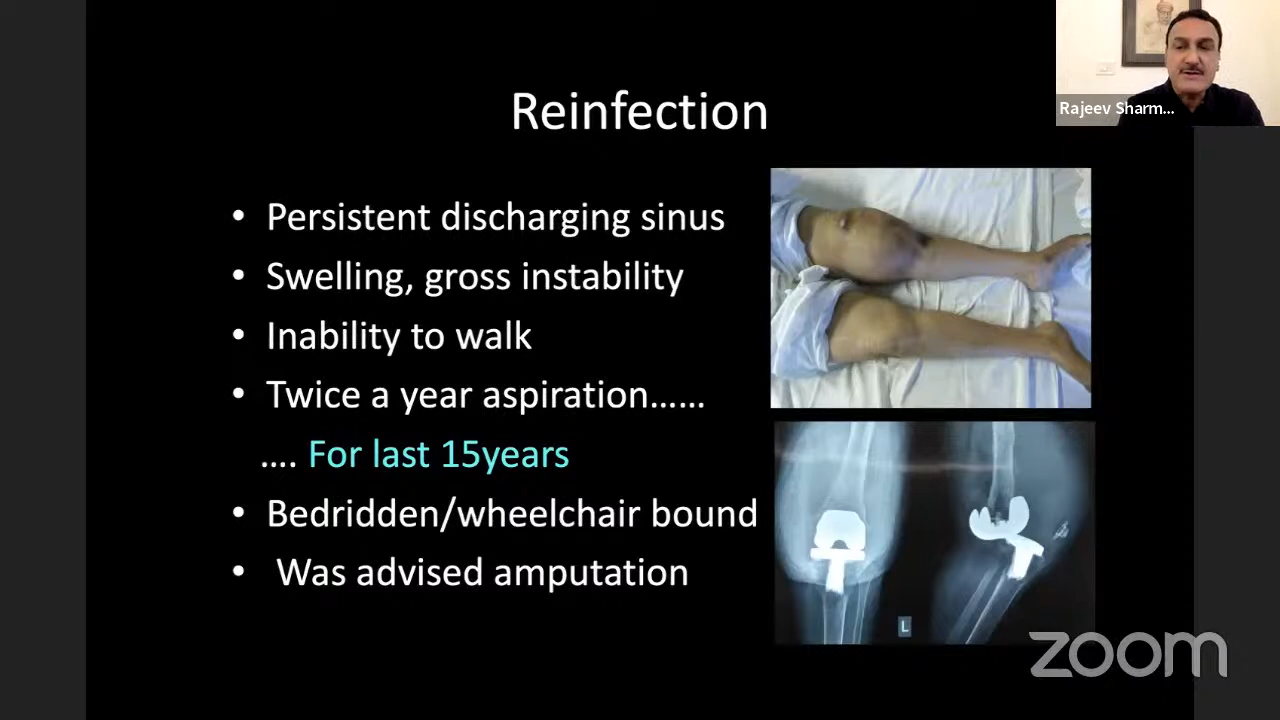 Rajeev Sharm...
Reinfection
• Persistent discharging sinus
• Swelling, gross instability
• Inability to walk
• Twice a year aspiration……
…. For last 15years
• Bedridden/wheelchair bound
• Was advised amputation
L
zoom